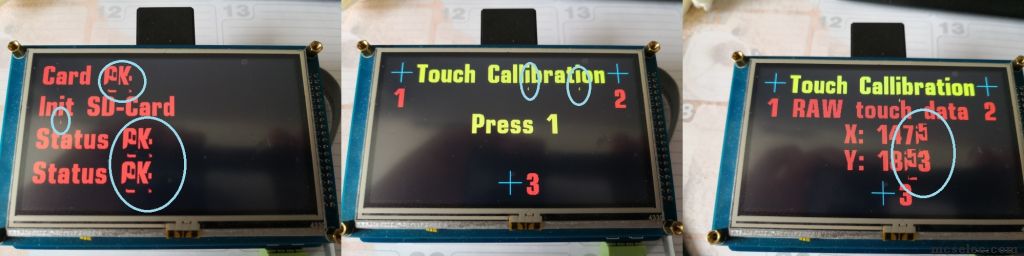 Card OK
Init SD-Card
Status OK
Status OK
Touch Callibration
1 2
Press 1
3
Touch Callibration
1 RAW touch data 2
X: 1475
Y: 1853
3